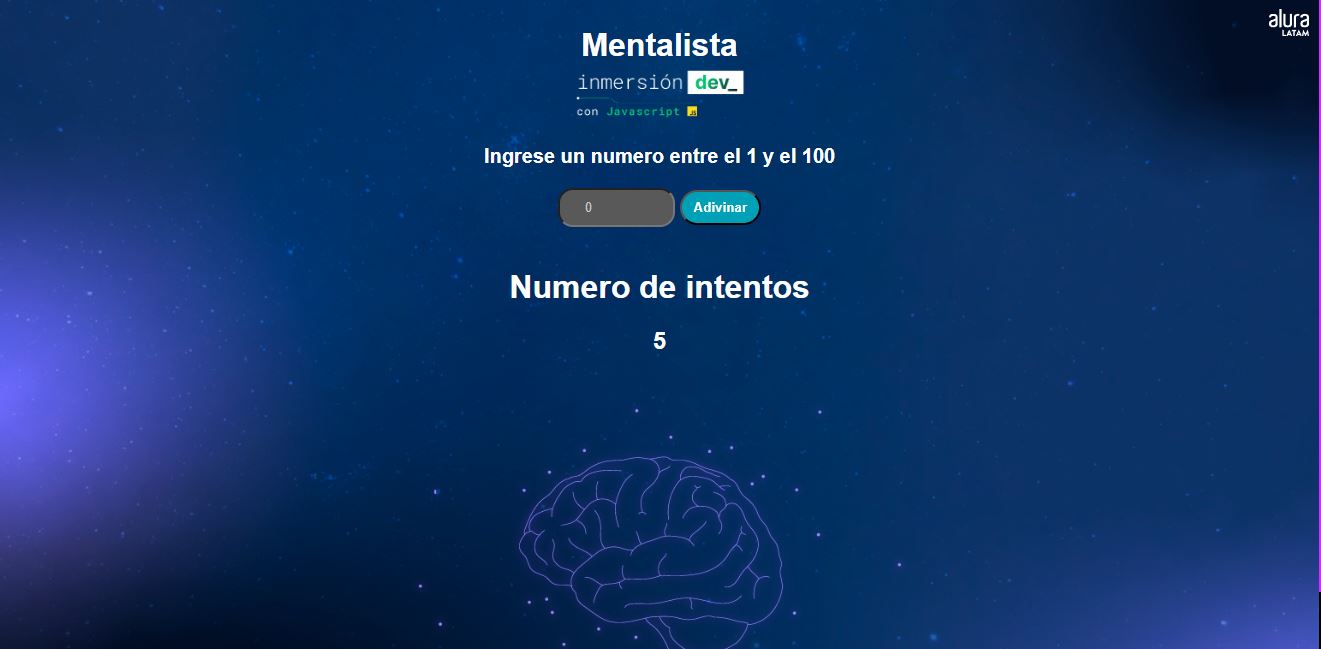 alura
LATAM
Mentalista
inmersión dev_
con Javascript JS
Ingrese un numero entre el 1 y el 100
0 Adivinar
Numero de intentos
5